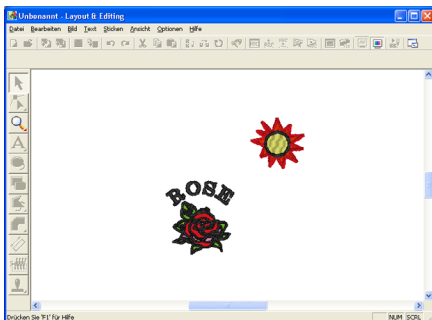 Unbenannt - Layout & Editing
Datei Bearbeiten Bild Text Sticken Ansicht Optionen Hilfe
A
ROSE
Drücken Sie 'F1' für Hilfe
NUM SCRL